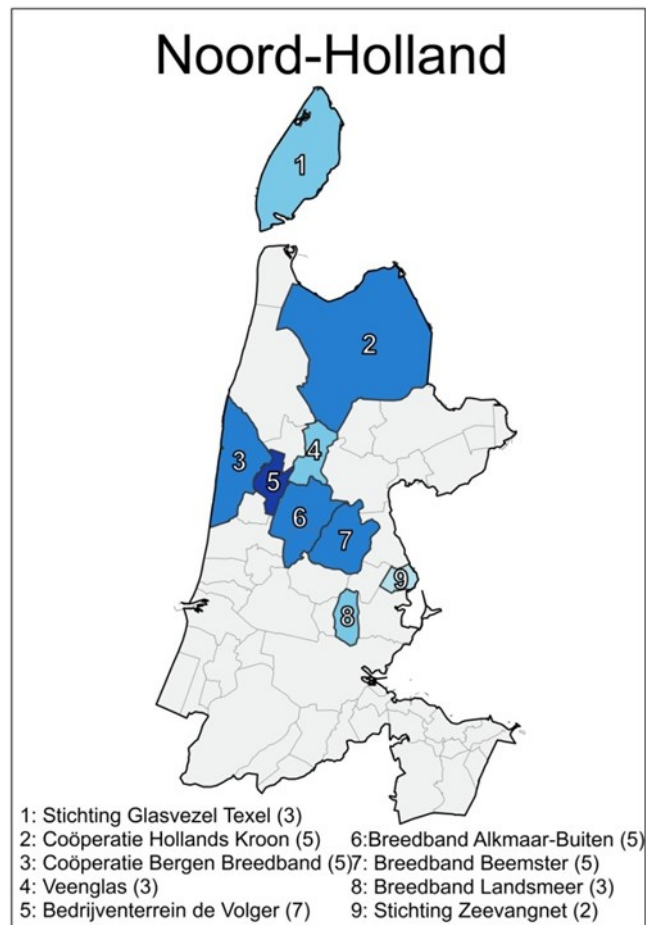 Noord-Holland
1
2
3
4
5
6
7
8
9
1: Stichting Glasvezel Texel (3)
2: Coöperatie Hollands Kroon (5)
3: Coöperatie Bergen Breedband (5)
4: Veenglas (3)
5: Bedrijventerrein de Volger (7)
6:Breedband Alkmaar-Buiten (5)
7: Breedband Beemster (5)
8: Breedband Landsmeer (3)
9: Stichting Zeevangnet (2)